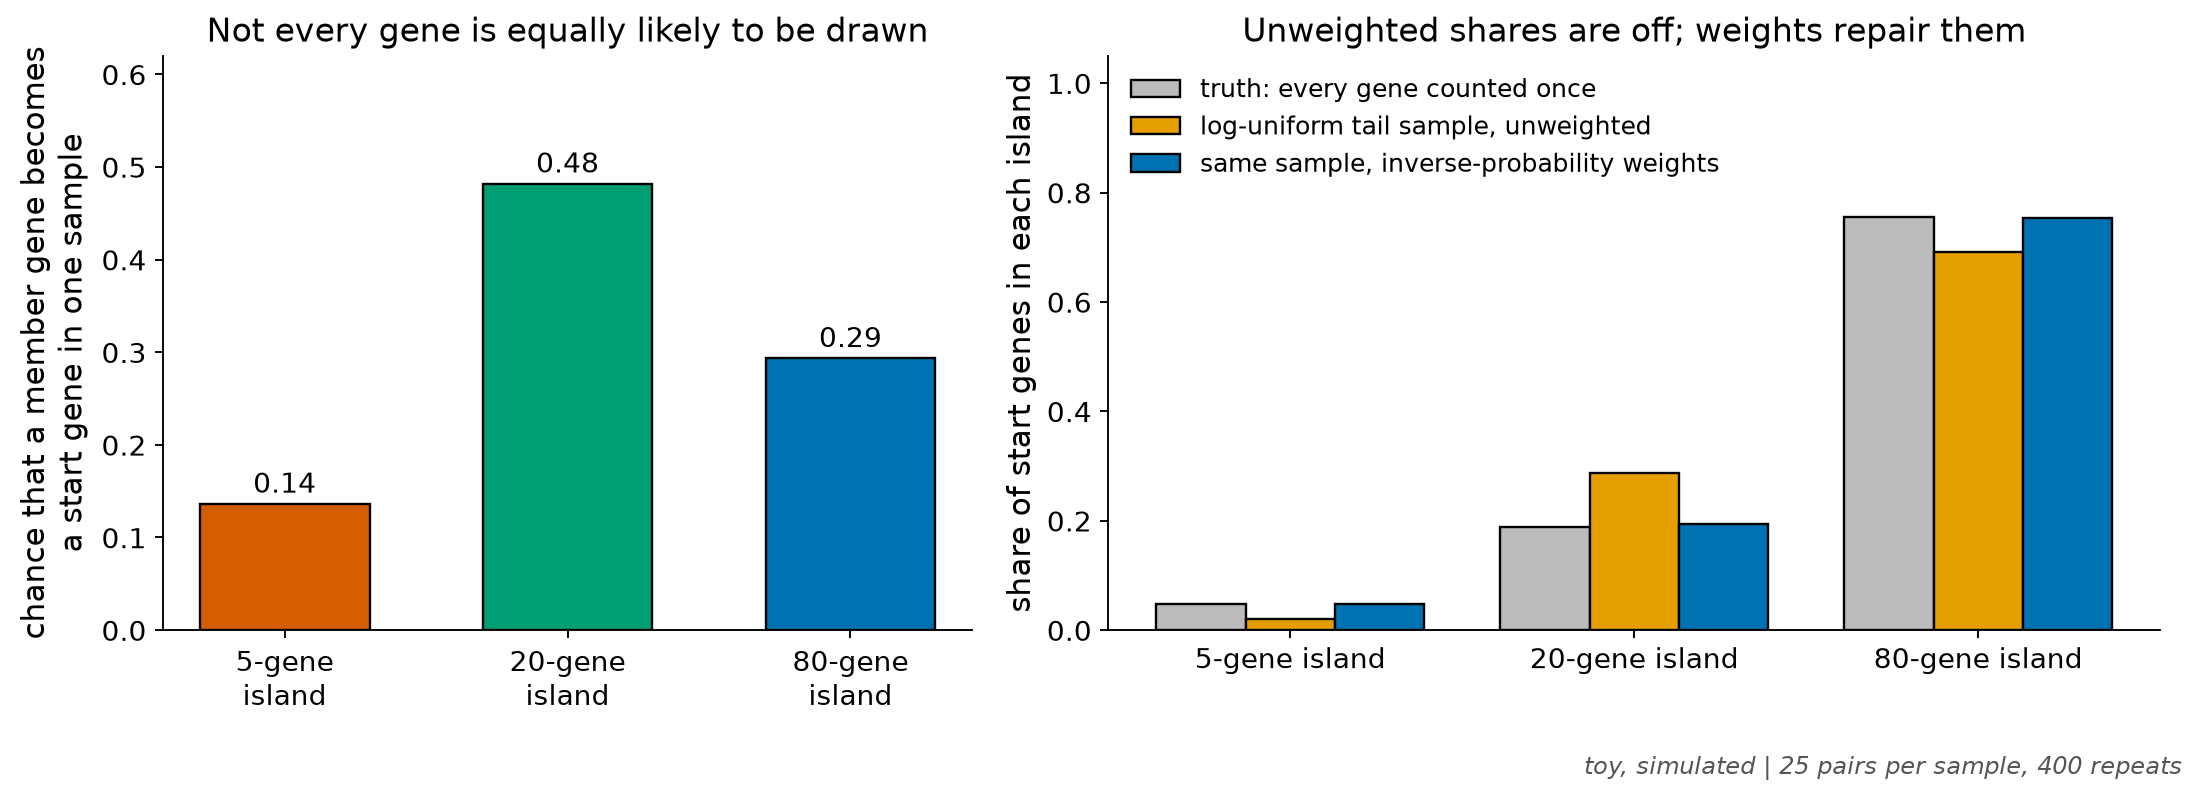 Not every gene is equally likely to be drawn
chance that a member gene becomes
a start gene in one sample
0.6
0.5
0.4
0.3
0.2
0.1
0.0
0.14
0.48
0.29
5-gene
island
20-gene
island
80-gene
island
Unweighted shares are off; weights repair them
share of start genes in each island
1.0
0.8
0.6
0.4
0.2
0.0
truth: every gene counted once
log-uniform tail sample, unweighted
same sample, inverse-probability weights
5-gene island
20-gene island
80-gene island
toy, simulated | 25 pairs per sample, 400 repeats